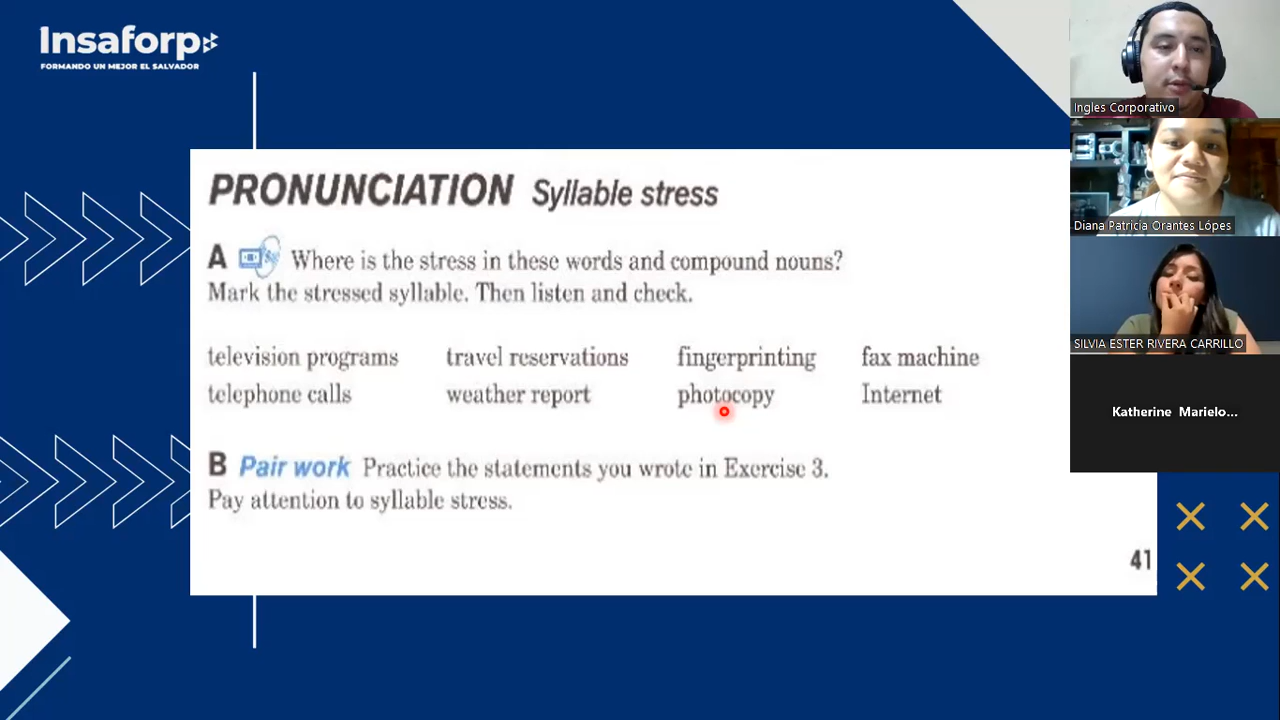 Insaforp
FORMANDO UN MEJOR EL SALVADOR
PRONUNCIATION Syllable stress
A Where is the stress in these words and compound nouns?
Mark the stressed syllable. Then listen and check.
television programs travel reservations fingerprinting fax machine
telephone calls weather report photocopy Internet
B Pair work Practice the statements you wrote in Exercise 3.
Pay attention to syllable stress.
41
Ingles Corporativo
Diana Patricia Orantes Lópes
SILVIA ESTER RIVERA CARRILLO
Katherine Marielo...